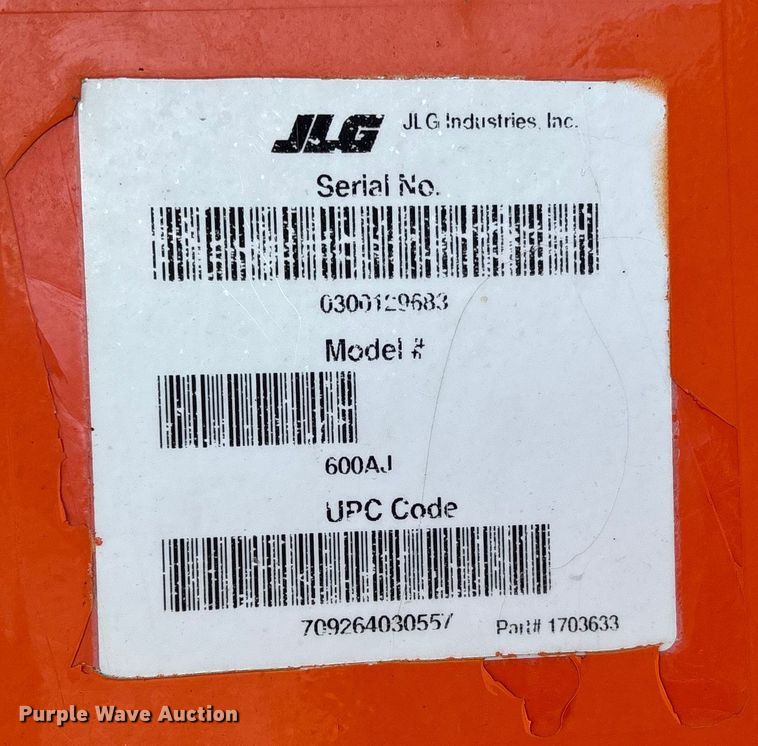 JLG JLG Industries, Inc.
Serial No.
0300129683
Model #
600AJ
UPC Code
709264030557
Part# 1703633
Purple Wave Auction